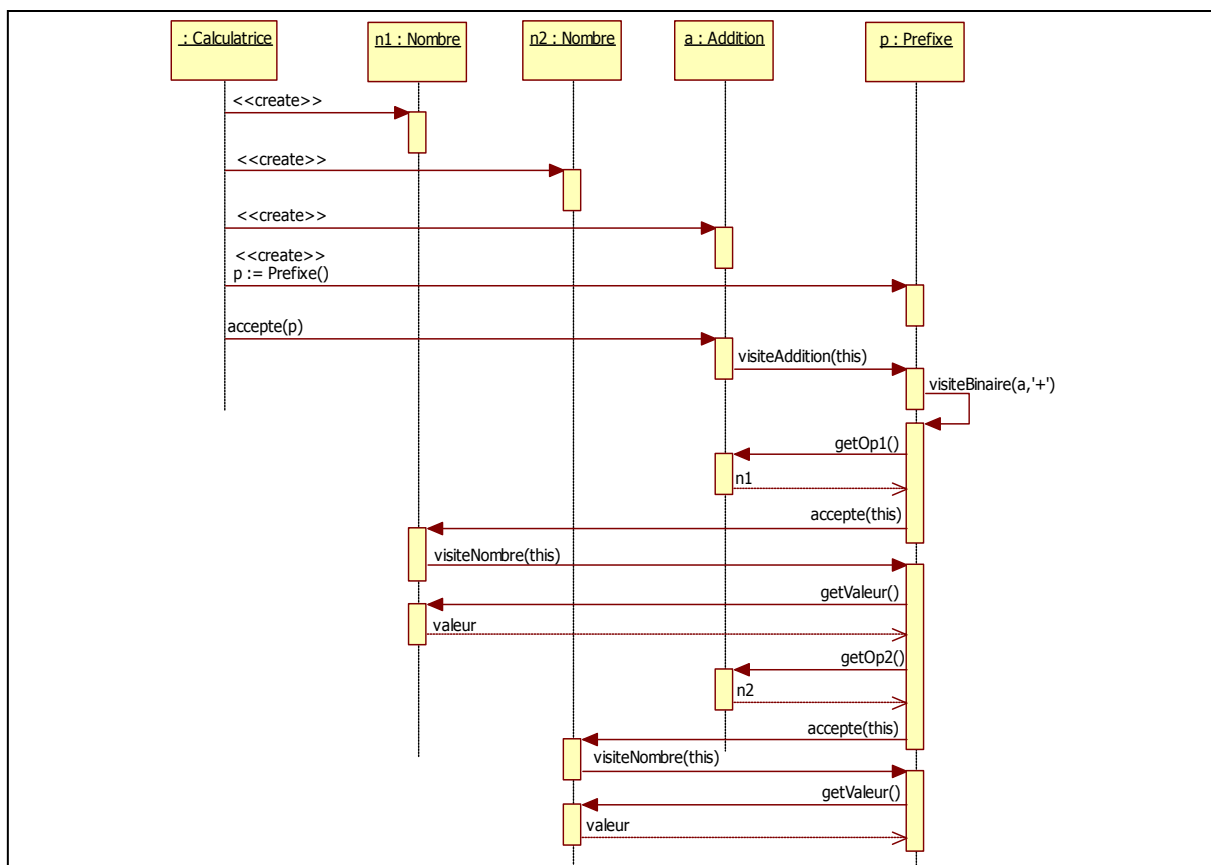 : Calculatrice
n1 : Nombre
n2 : Nombre
a : Addition
p : Prefixe
<<create>>
<<create>>
<<create>>
<<create>>
p := Prefixe()
accepte(p)
visiteAddition(this)
visiteBinaire(a,'+')
getOp1()
n1
accepte(this)
visiteNombre(this)
getValeur()
valeur
getOp2()
n2
accepte(this)
visiteNombre(this)
getValeur()
valeur